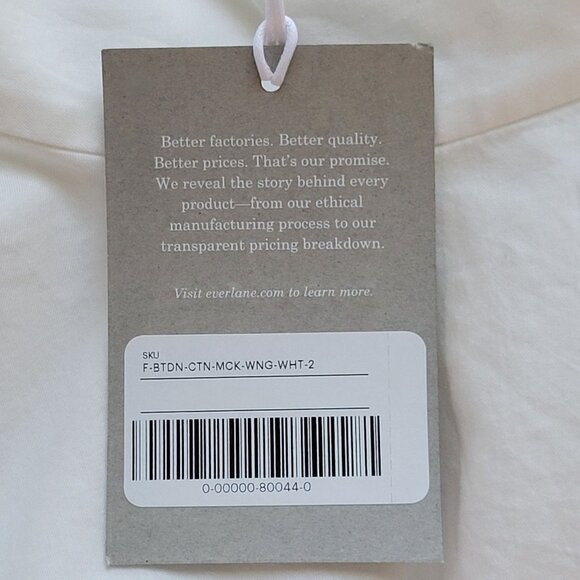 Better factories. Better quality.
Better prices. That's our promise.
We reveal the story behind every
product—from our ethical
manufacturing process to our
transparent pricing breakdown.
Visit everlane.com to learn more.
SKU
F-BTDN-CTN-MCK-WNG-WHT-2
0-00000-80044-0